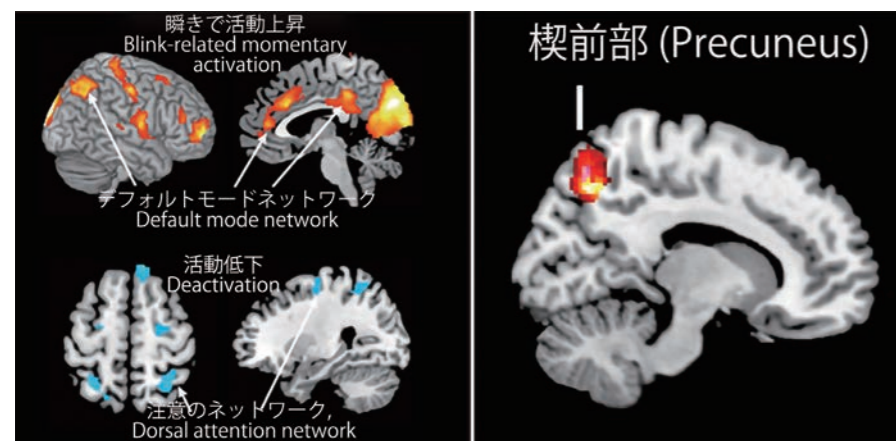 瞬きで活動上昇
Blink-related momentary
activation
デフォルトモードネットワーク
Default mode network
活動低下
Deactivation
注意のネットワーク,
Dorsal attention network
楔前部 (Precuneus)